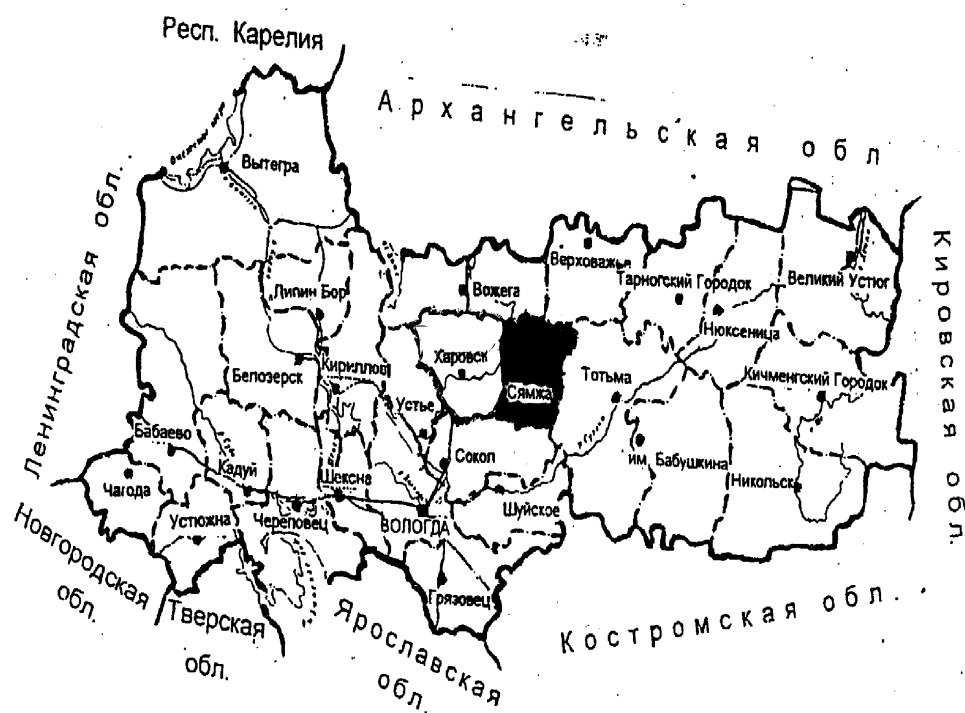 Респ. Карелия
Архангельская обл
Онежское озеро
Вытегра
Ленинградская обл.
Кировская обл.
Верховажье
Тарногский Городок
Великий Устюг
Липин Бор
Вожега
Нюксеница
Харовск
Кириллов
Белозерск
Тотьма
Кичменгский Городок
Сямжа
Устье
Бабаево
Сокол
им. Бабушкина
Кадуй
Шексна
Никольск
Чагода
Шуйское
Устюжна
Череповец
ВОЛОГДА
Грязовец
Новгородская
обл.
Тверская
обл.
Ярославская
обл.
Костромская обл.